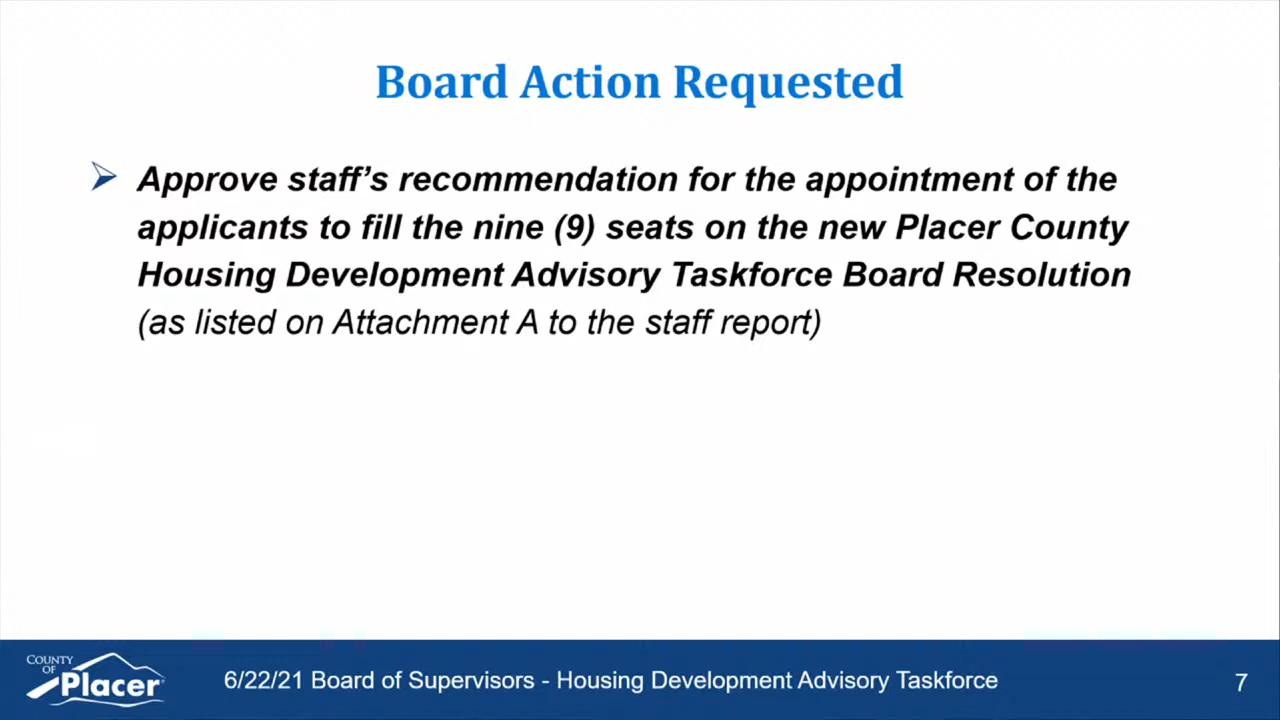 Board Action Requested
Approve staff’s recommendation for the appointment of the
applicants to fill the nine (9) seats on the new Placer County
Housing Development Advisory Taskforce Board Resolution
(as listed on Attachment A to the staff report)
COUNTY
OF
Placer
6/22/21 Board of Supervisors - Housing Development Advisory Taskforce
7